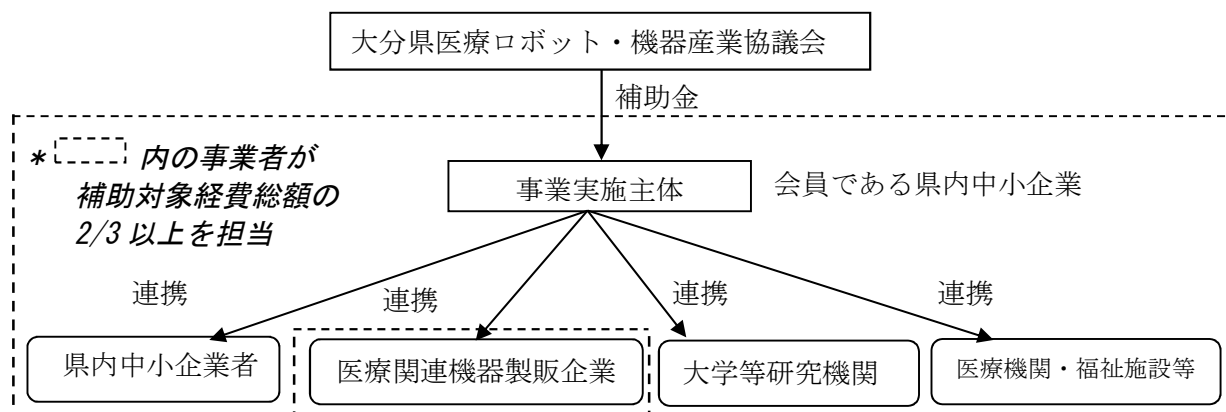 大分県医療ロボット・機器産業協議会
補助金
* 内の事業者が
補助対象経費総額の
2/3 以上を担当
事業実施主体
会員である県内中小企業
連携
連携
連携
連携
県内中小企業者
医療関連機器製販企業
大学等研究機関
医療機関・福祉施設等